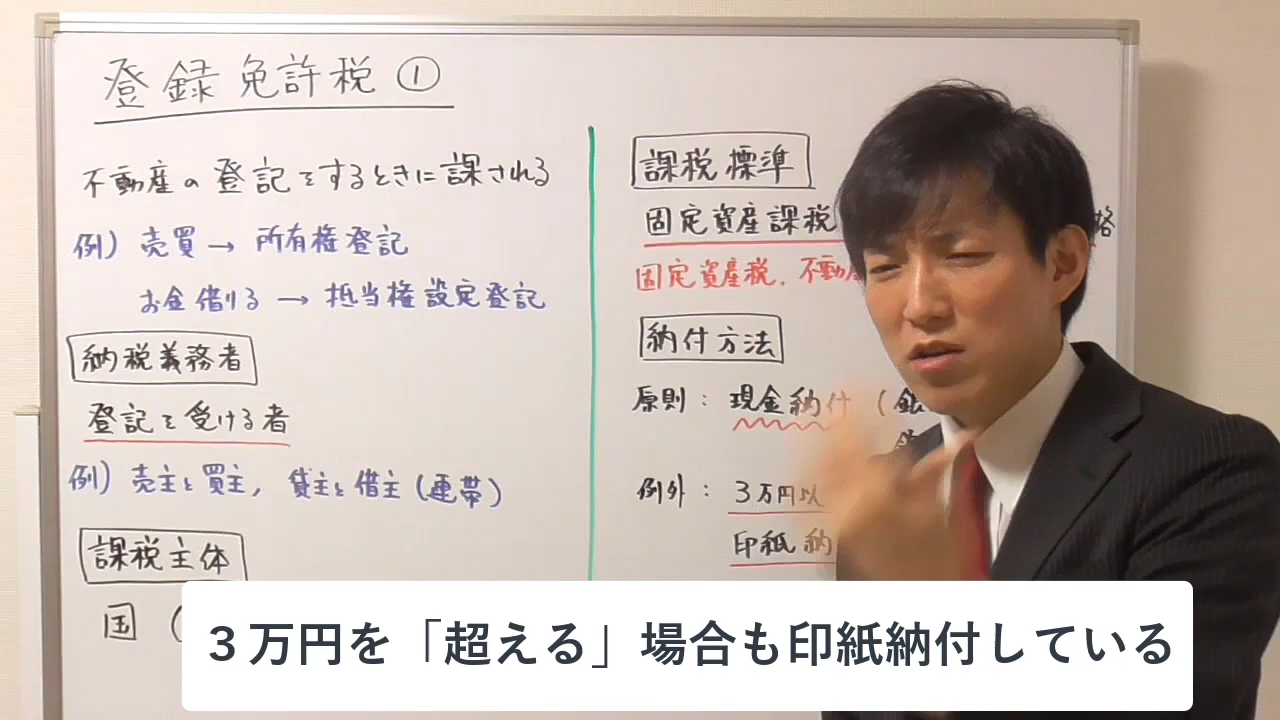 登録免許税①
不動産の登記をするときに課される
例) 売買 → 所有権登記
お金借りる → 抵当権設定登記
納税義務者
登記を受ける者
例) 売主と買主, 貸主と借主(連帯)
課税主体
国 (
課税標準
固定資産課税
格
固定資産税. 不動
納付方法
原則: 現金納付 (銀
例外: 3万円以
印紙納
３万円を「超える」場合も印紙納付している